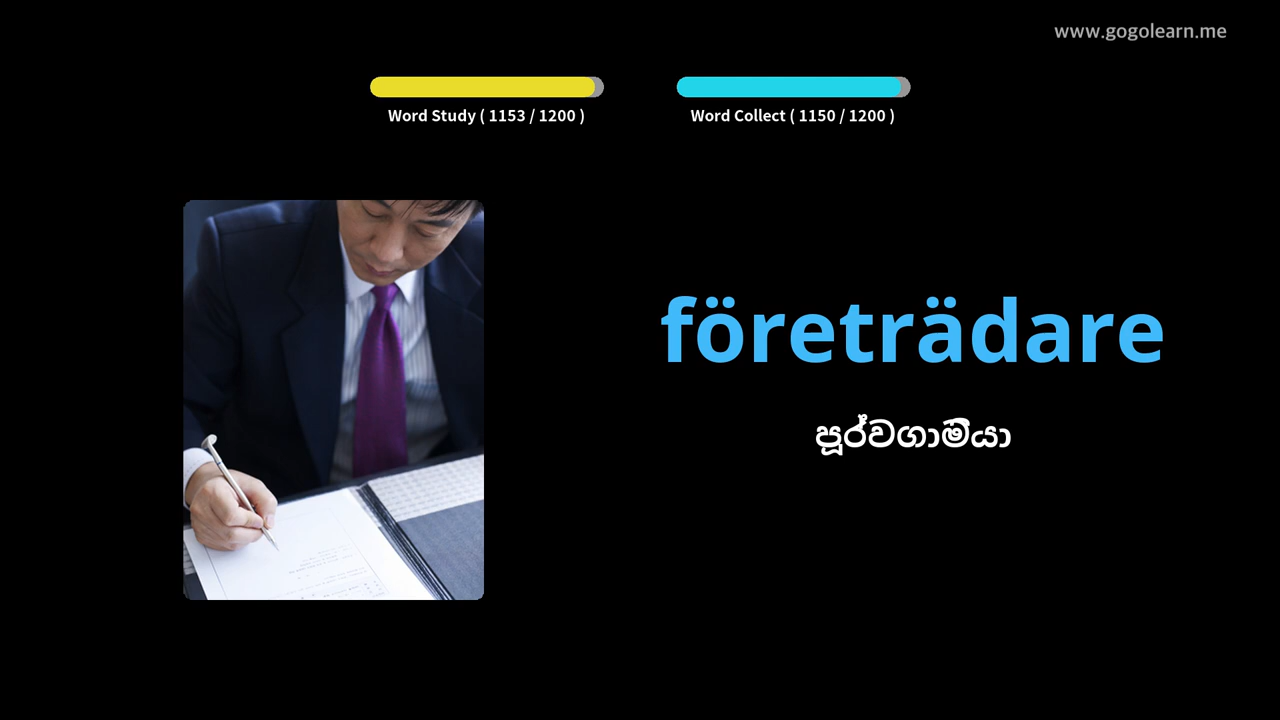 www.gogolearn.me
Word Study ( 1153 / 1200 )
Word Collect ( 1150 / 1200 )
företrädare
පූර්වගාමියා